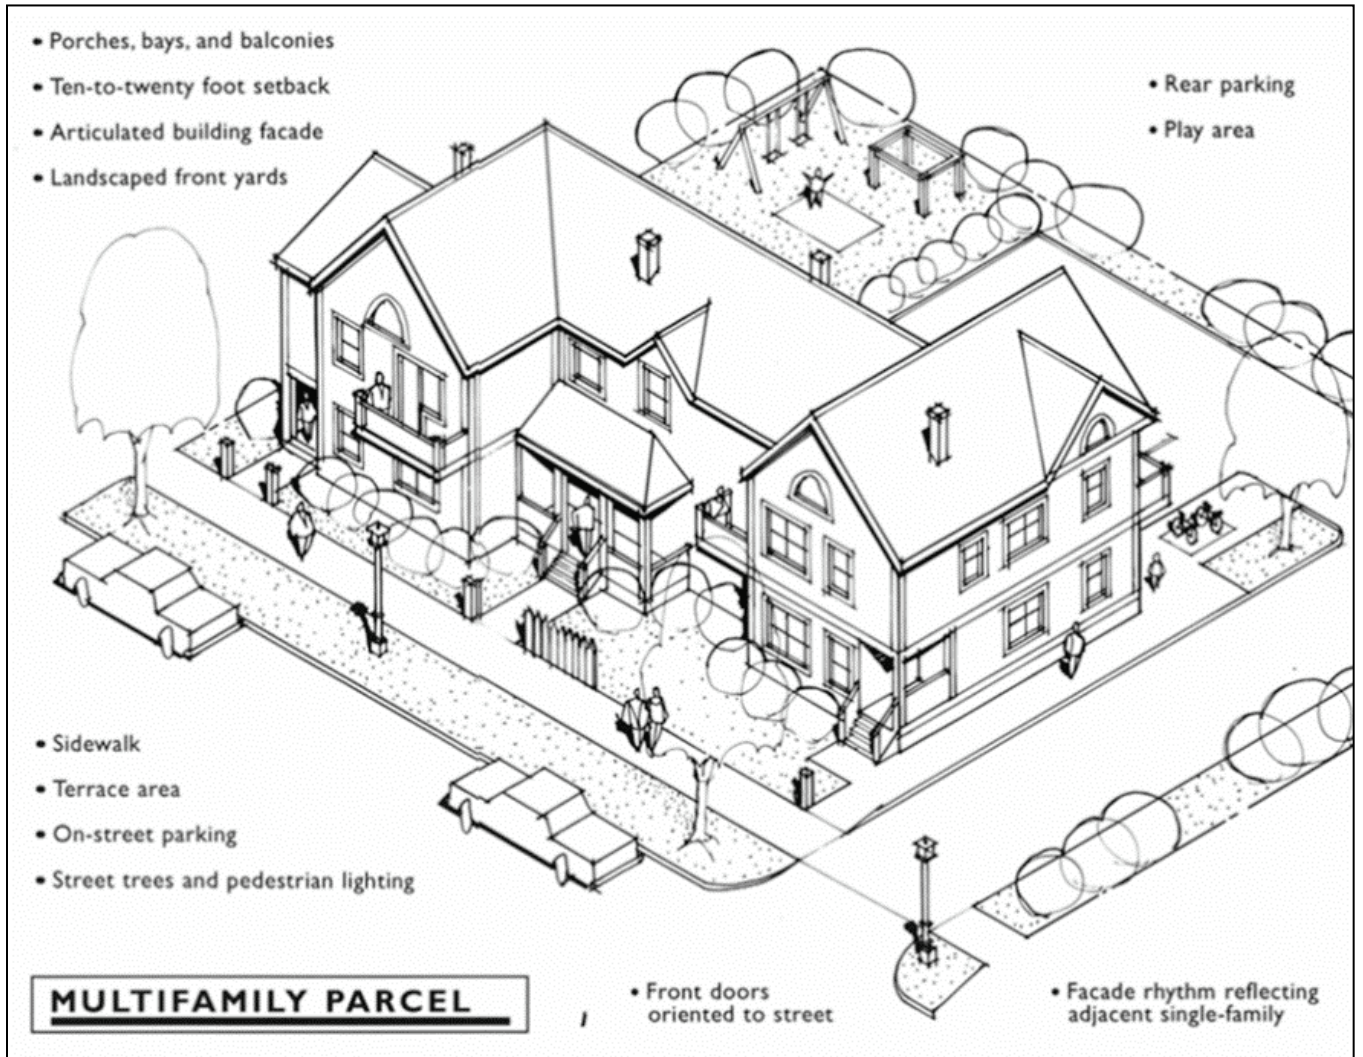 • Porches, bays, and balconies
• Ten-to-twenty foot setback
• Articulated building facade
• Landscaped front yards
• Rear parking
• Play area
• Sidewalk
• Terrace area
• On-street parking
• Street trees and pedestrian lighting
MULTIFAMILY PARCEL
• Front doors
oriented to street
• Facade rhythm reflecting
adjacent single-family